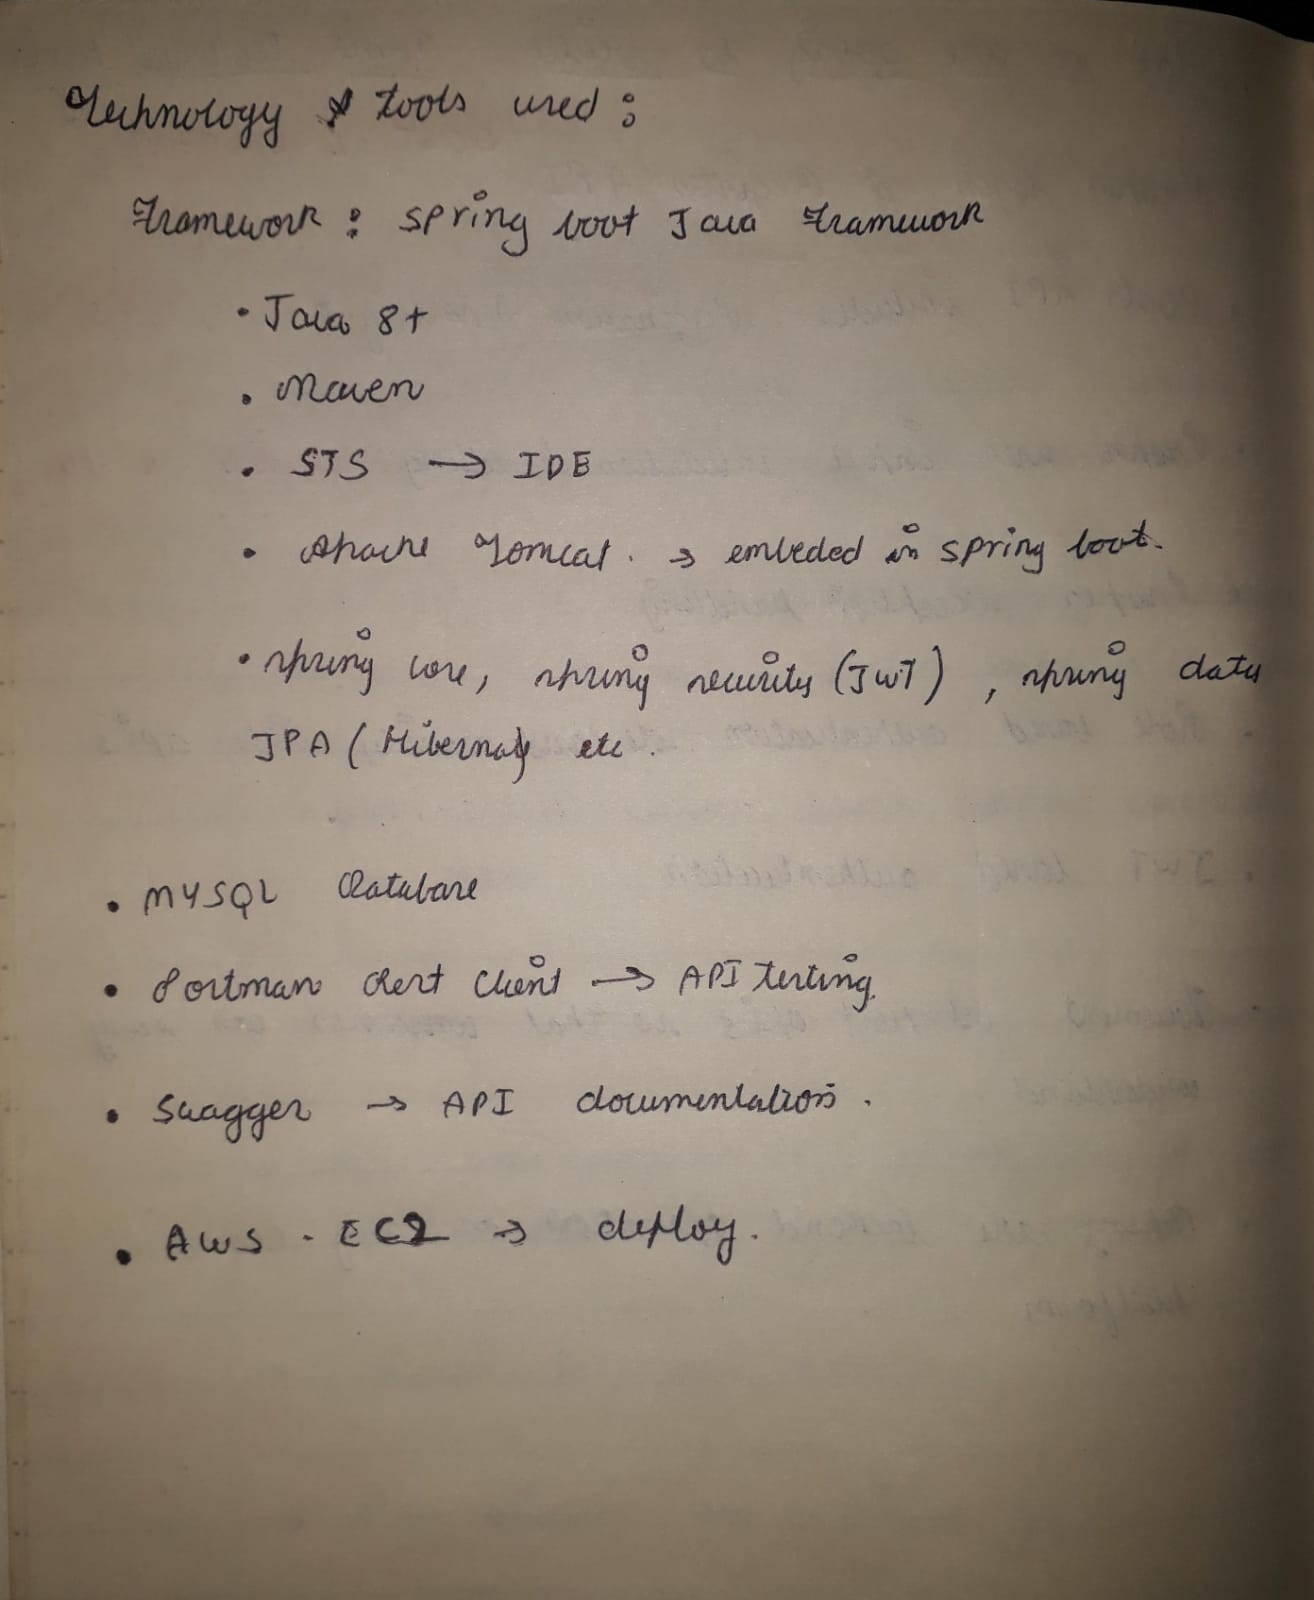 Technology & tools used :
Framework : spring boot Java framework
• Java 8+
• Maven
• STS → IDE
• Apache Tomcat. → embeded in spring boot.
• spring core, spring security (JWT) , spring data
JPA ( Hibernate) etc.
• MYSQL Database
• Postman Rest Client → API testing.
• Swagger → API documentations.
• AWS - EC2 → deploy.